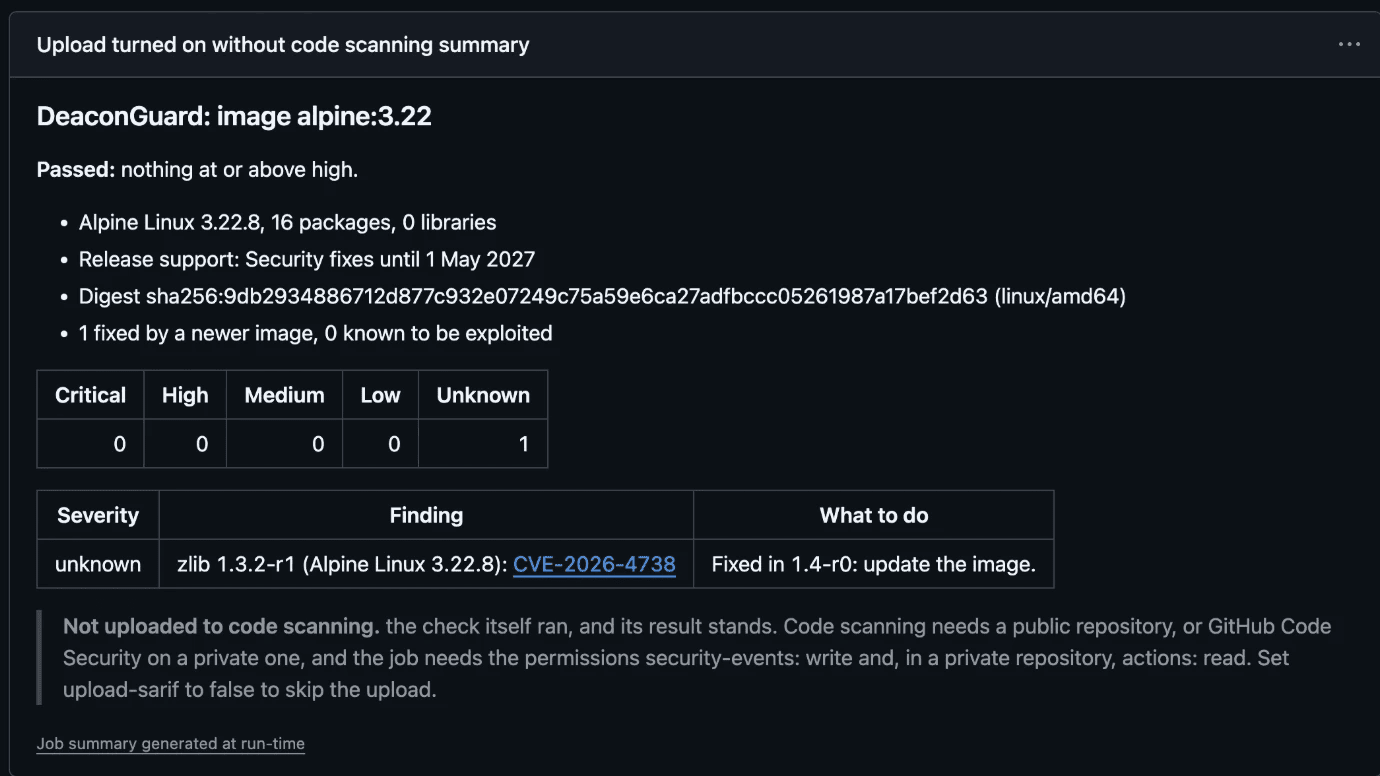 Upload turned on without code scanning summary
DeaconGuard: image alpine:3.22
Passed: nothing at or above high.
• Alpine Linux 3.22.8, 16 packages, 0 libraries
• Release support: Security fixes until 1 May 2027
• Digest sha256:9db2934886712d877c932e07249c75a59e6ca27adfbccc05261987a17bef2d63 (linux/amd64)
• 1 fixed by a newer image, 0 known to be exploited
Critical High Medium Low Unknown
0 0 0 0 1
Severity Finding What to do
unknown zlib 1.3.2-r1 (Alpine Linux 3.22.8): CVE-2026-4738 Fixed in 1.4-r0: update the image.
Not uploaded to code scanning. the check itself ran, and its result stands. Code scanning needs a public repository, or GitHub Code
Security on a private one, and the job needs the permissions security-events: write and, in a private repository, actions: read. Set
upload-sarif to false to skip the upload.
Job summary generated at run-time